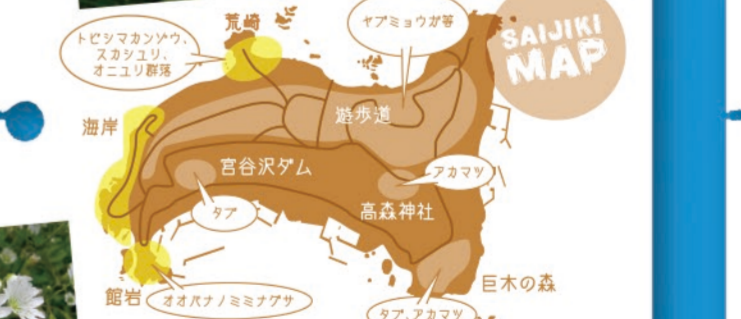 荒崎
トビシマカンゾウ、
スカシユリ、
オニユリ群落
ヤブミョウガ等
SAIJIKI
MAP
海岸
遊歩道
宮谷沢ダム
アカマツ
タブ
高森神社
館岩
オオバナノミミナグサ
巨木の森
タブ、アカマツ